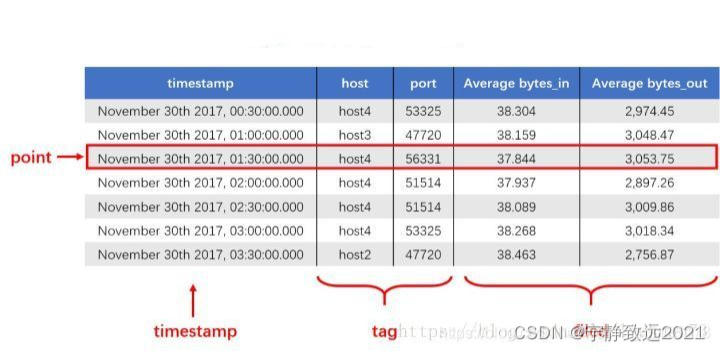 timestamp host port Average bytes_in Average bytes_out
November 30th 2017, 00:30:00.000 host4 53325 38.304 2,974.45
November 30th 2017, 01:00:00.000 host3 47720 38.159 3,048.47
point November 30th 2017, 01:30:00.000 host4 56331 37.844 3,053.75
November 30th 2017, 02:00:00.000 host4 51514 37.937 2,897.26
November 30th 2017, 02:30:00.000 host4 51514 38.089 3,009.86
November 30th 2017, 03:00:00.000 host4 53325 38.268 3,018.34
November 30th 2017, 03:30:00.000 host2 47720 38.463 2,756.87
timestamp tag
CSDN @宁静致远2021